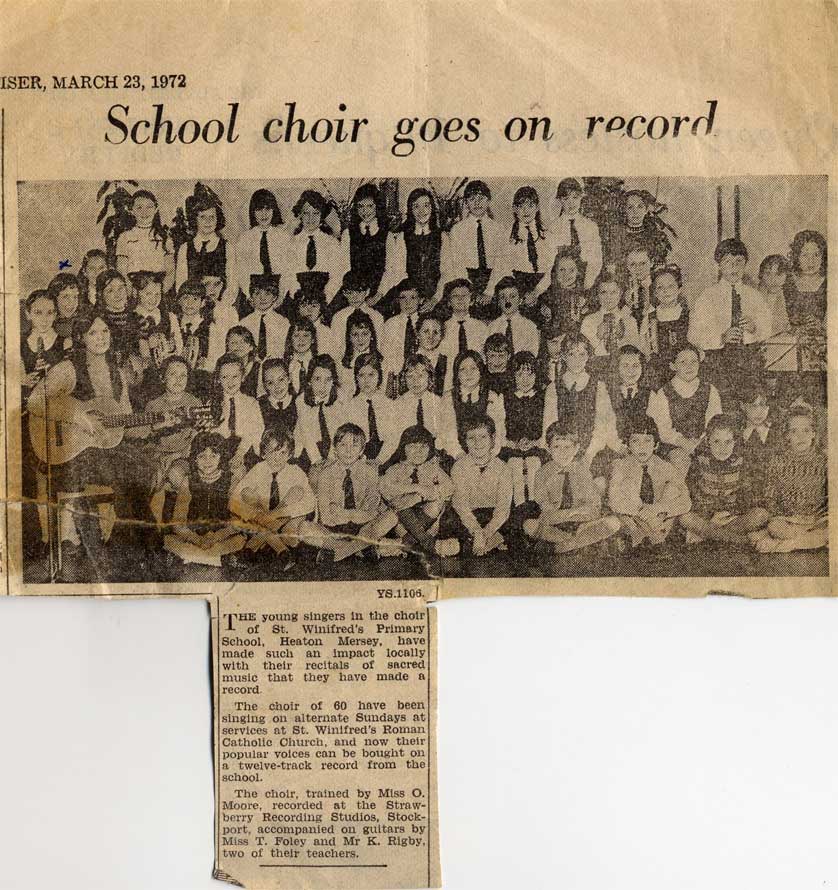 ISER, MARCH 23, 1972
School choir goes on record
YS.1106.
THE young singers in the choir
of St. Winifred's Primary
School, Heaton Mersey, have
made such an impact locally
with their recitals of sacred
music that they have made a
record.
The choir of 60 have been
singing on alternate Sundays at
services at St. Winifred's Roman
Catholic Church, and now their
popular voices can be bought on
a twelve-track record from the
school.
The choir, trained by Miss O.
Moore, recorded at the Straw-
berry Recording Studios, Stock-
port, accompanied on guitars by
Miss T. Foley and Mr K. Rigby,
two of their teachers.